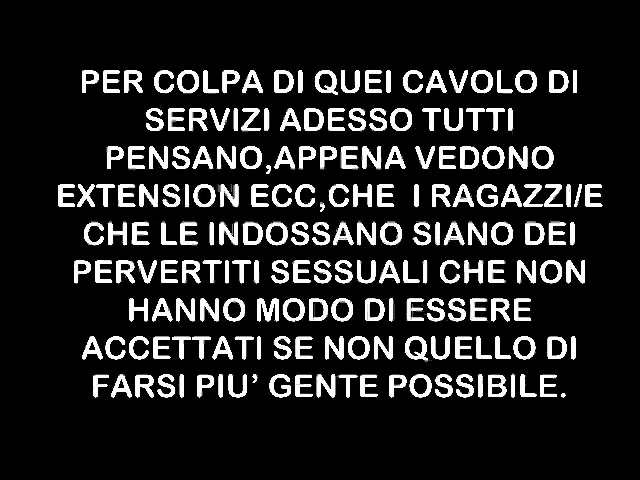 PER COLPA DI QUEI CAVOLO DI
SERVIZI ADESSO TUTTI
PENSANO,APPENA VEDONO
EXTENSION ECC,CHE  I RAGAZZI/E
CHE LE INDOSSANO SIANO DEI
PERVERTITI SESSUALI CHE NON
HANNO MODO DI ESSERE
ACCETTATI SE NON QUELLO DI
FARSI PIU’ GENTE POSSIBILE.